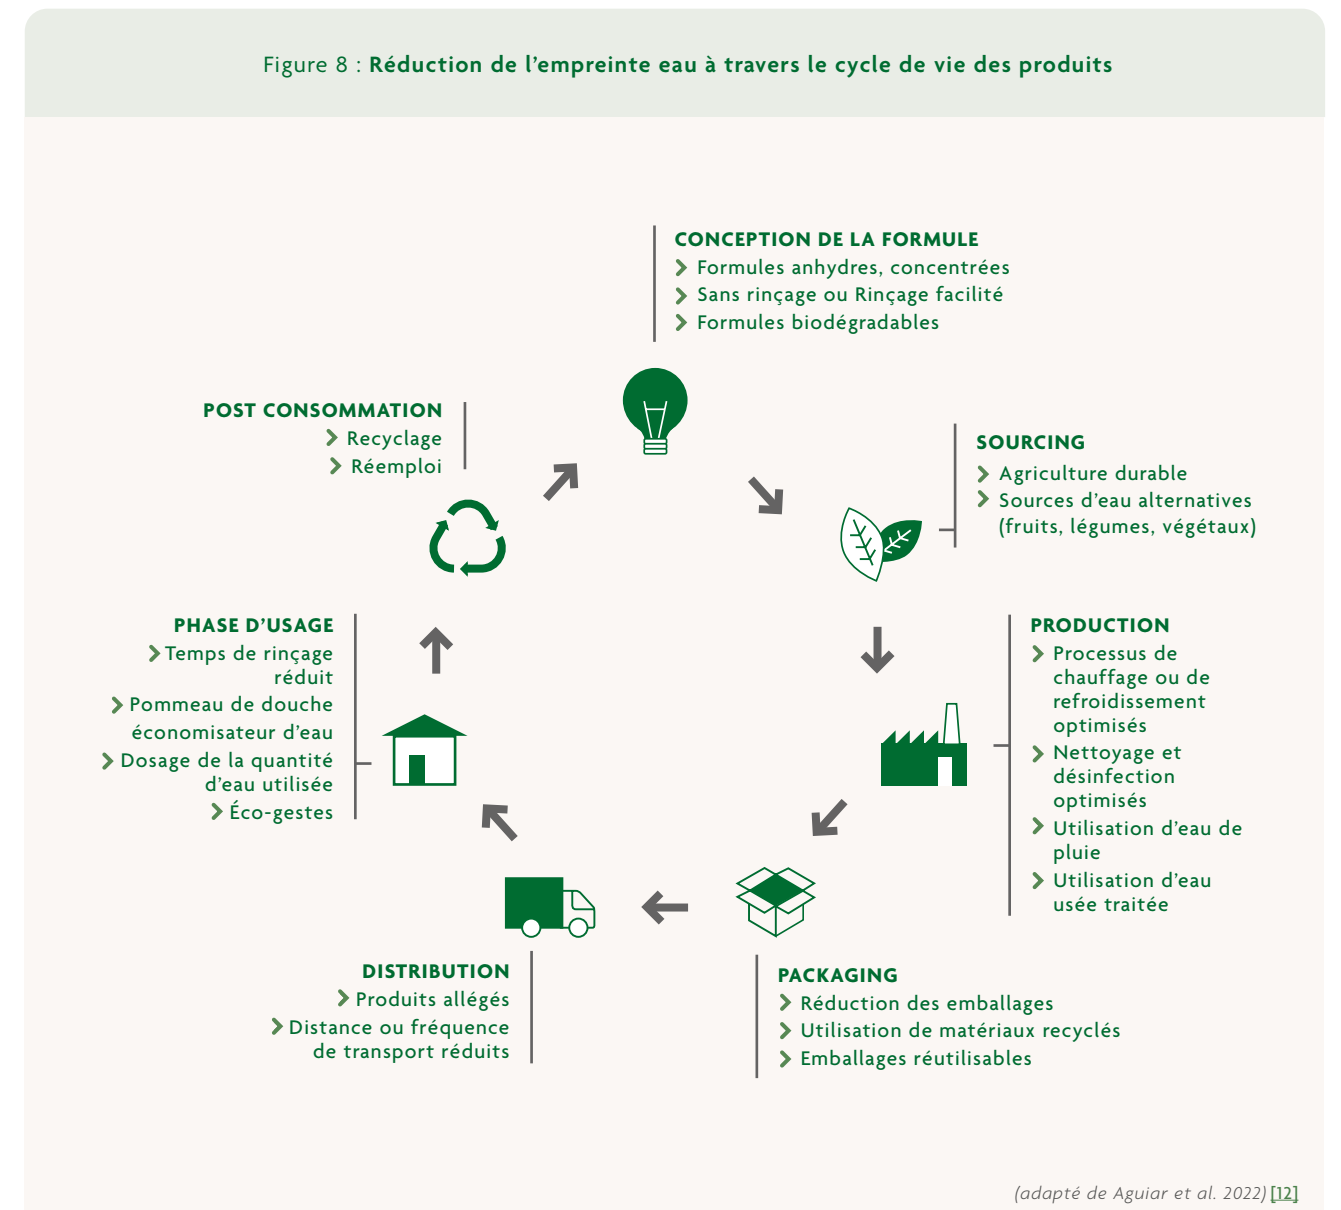 Figure 8 : Réduction de l'empreinte eau à travers le cycle de vie des produits
CONCEPTION DE LA FORMULE
Formules anhydres, concentrées
Sans rinçage ou Rinçage facilité
Formules biodégradables
SOURCING
Agriculture durable
Sources d'eau alternatives
(fruits, légumes, végétaux)
PRODUCTION
Processus de
chauffage ou de
refroidissement
optimisés
Nettoyage et
désinfection
optimisés
Utilisation d'eau de
pluie
Utilisation d'eau
usée traitée
PACKAGING
Réduction des emballages
Utilisation de matériaux recyclés
Emballages réutilisables
DISTRIBUTION
Produits allégés
Distance ou fréquence
de transport réduits
PHASE D'USAGE
Temps de rinçage
réduit
Pommeau de douche
économisateur d'eau
Dosage de la quantité
d'eau utilisée
Éco-gestes
POST CONSOMMATION
Recyclage
Réemploi
(adapté de Aguiar et al. 2022) [12]